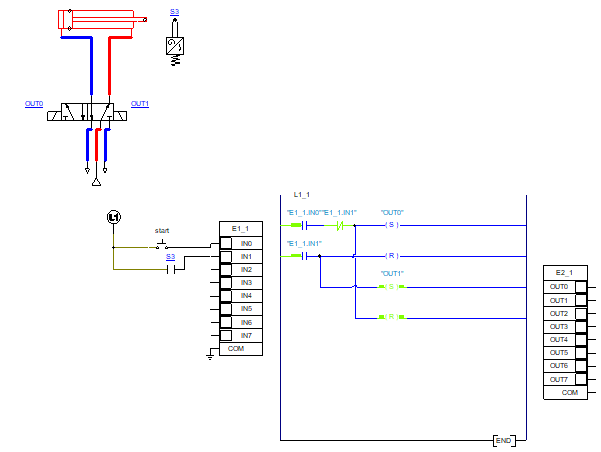 S3
OUT0 OUT1
L1
start
S3
E1_1
IN0
IN1
IN2
IN3
IN4
IN5
IN6
IN7
COM
L1_1
"E1_1.IN0" "E1_1.IN1" "OUT0"
( S )
"E1_1.IN1"
( R )
"OUT1"
( S )
( R )
END
E2_1
OUT0
OUT1
OUT2
OUT3
OUT4
OUT5
OUT6
OUT7
COM